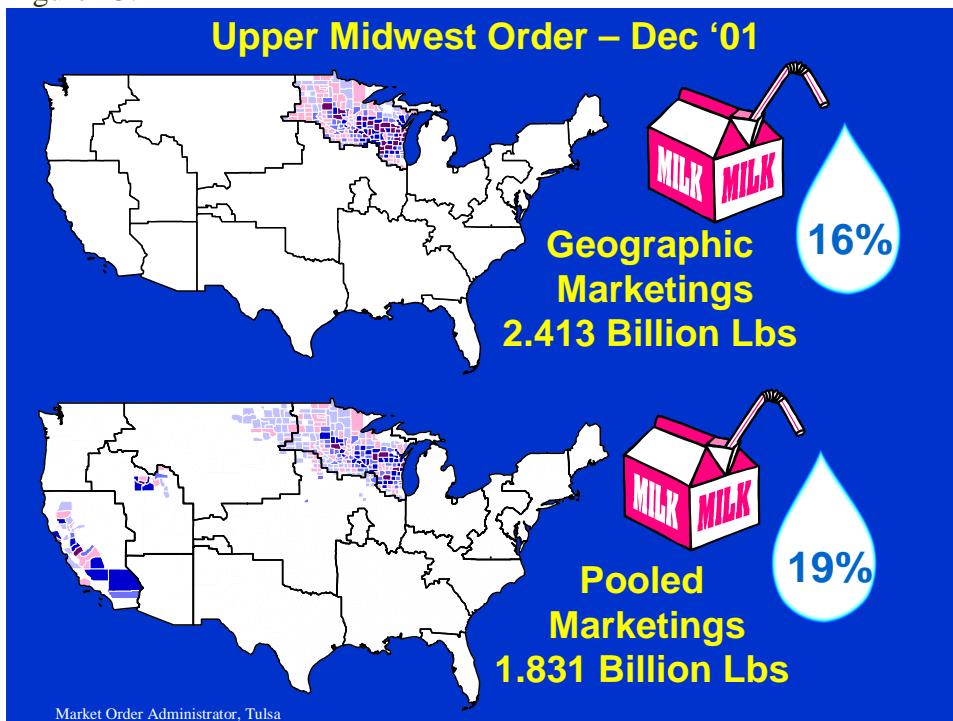 Upper Midwest Order – Dec ‘01
MILK MILK
16%
Geographic
Marketings
2.413 Billion Lbs
MILK MILK
19%
Pooled
Marketings
1.831 Billion Lbs
Market Order Administrator, Tulsa